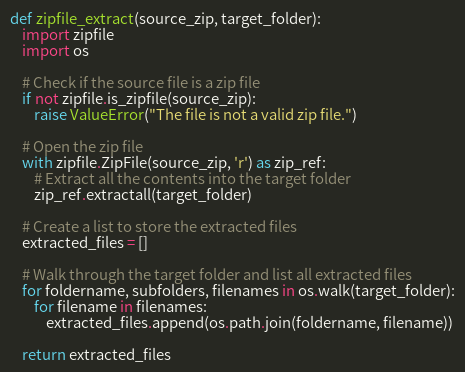 def zipfile_extract(source_zip, target_folder):
    import zipfile
    import os

    # Check if the source file is a zip file
    if not zipfile.is_zipfile(source_zip):
        raise ValueError("The file is not a valid zip file.")

    # Open the zip file
    with zipfile.ZipFile(source_zip, 'r') as zip_ref:
        # Extract all the contents into the target folder
        zip_ref.extractall(target_folder)

    # Create a list to store the extracted files
    extracted_files = []

    # Walk through the target folder and list all extracted files
    for foldername, subfolders, filenames in os.walk(target_folder):
        for filename in filenames:
            extracted_files.append(os.path.join(foldername, filename))

    return extracted_files